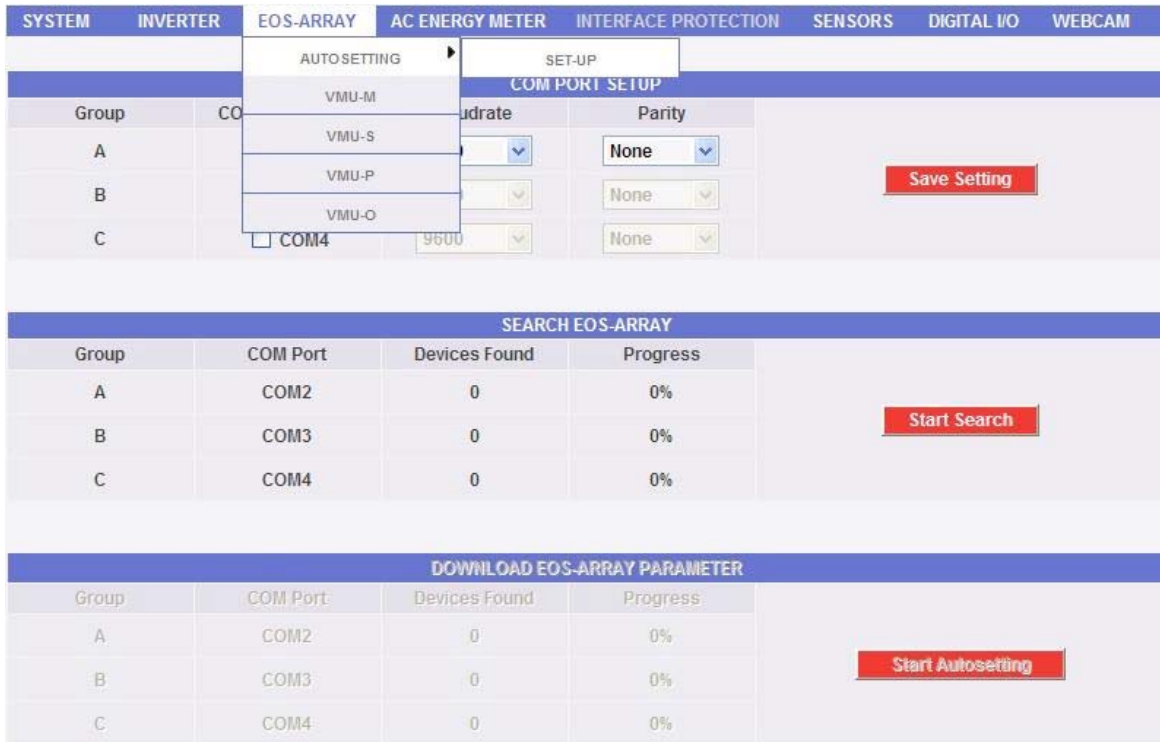 SYSTEM INVERTER EOS-ARRAY AC ENERGY METER INTERFACE PROTECTION SENSORS DIGITAL I/O WEBCAM
AUTOSETTING SET-UP
VMU-M
VMU-S
VMU-P
VMU-O
COM PORT SETUP
Group Parity
A None
B None
C COM4 9600 None
Save Setting
SEARCH EOS-ARRAY
Group COM Port Devices Found Progress
A COM2 0 0%
B COM3 0 0%
C COM4 0 0%
Start Search
DOWNLOAD EOS-ARRAY PARAMETER
Group COM Port Devices Found Progress
A COM2 0 0%
B COM3 0 0%
C COM4 0 0%
Start Autosetting